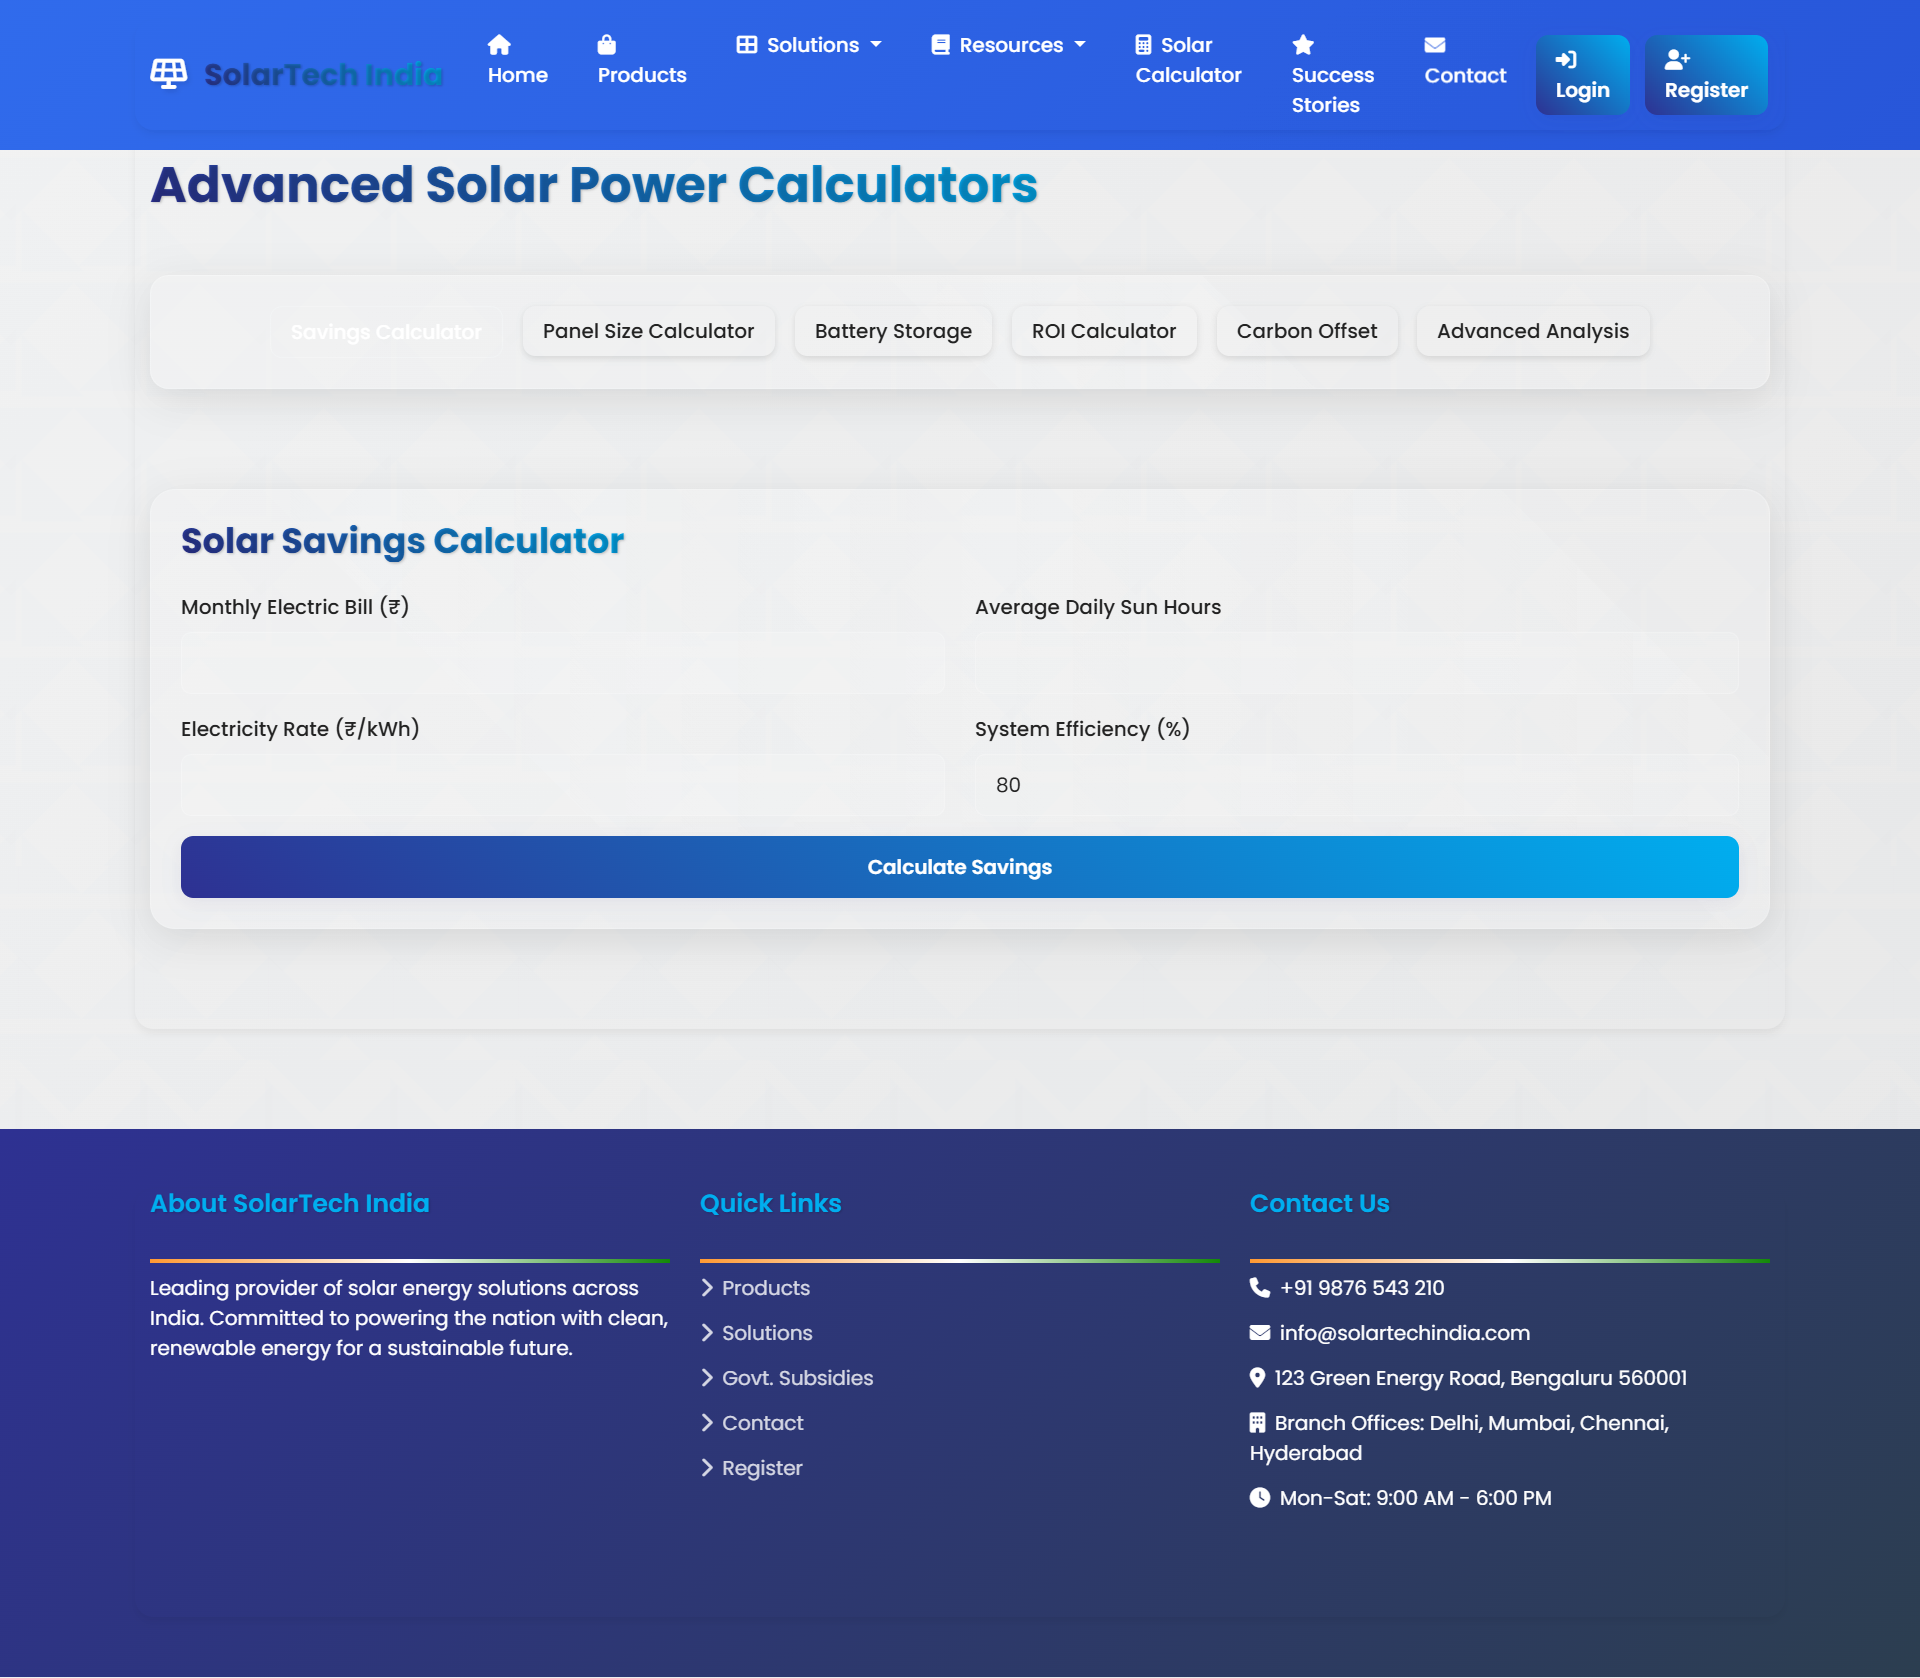 SolarTech India
Home
Products
Solutions
Resources
Solar
Calculator
Success
Stories
Contact
Login
Register
Advanced Solar Power Calculators
Savings Calculator
Panel Size Calculator
Battery Storage
ROI Calculator
Carbon Offset
Advanced Analysis
Solar Savings Calculator
Monthly Electric Bill (₹)
Average Daily Sun Hours
Electricity Rate (₹/kWh)
System Efficiency (%)
80
Calculate Savings
About SolarTech India
Leading provider of solar energy solutions across
India. Committed to powering the nation with clean,
renewable energy for a sustainable future.
Quick Links
Products
Solutions
Govt. Subsidies
Contact
Register
Contact Us
+91 9876 543 210
info@solartechindia.com
123 Green Energy Road, Bengaluru 560001
Branch Offices: Delhi, Mumbai, Chennai,
Hyderabad
Mon-Sat: 9:00 AM - 6:00 PM